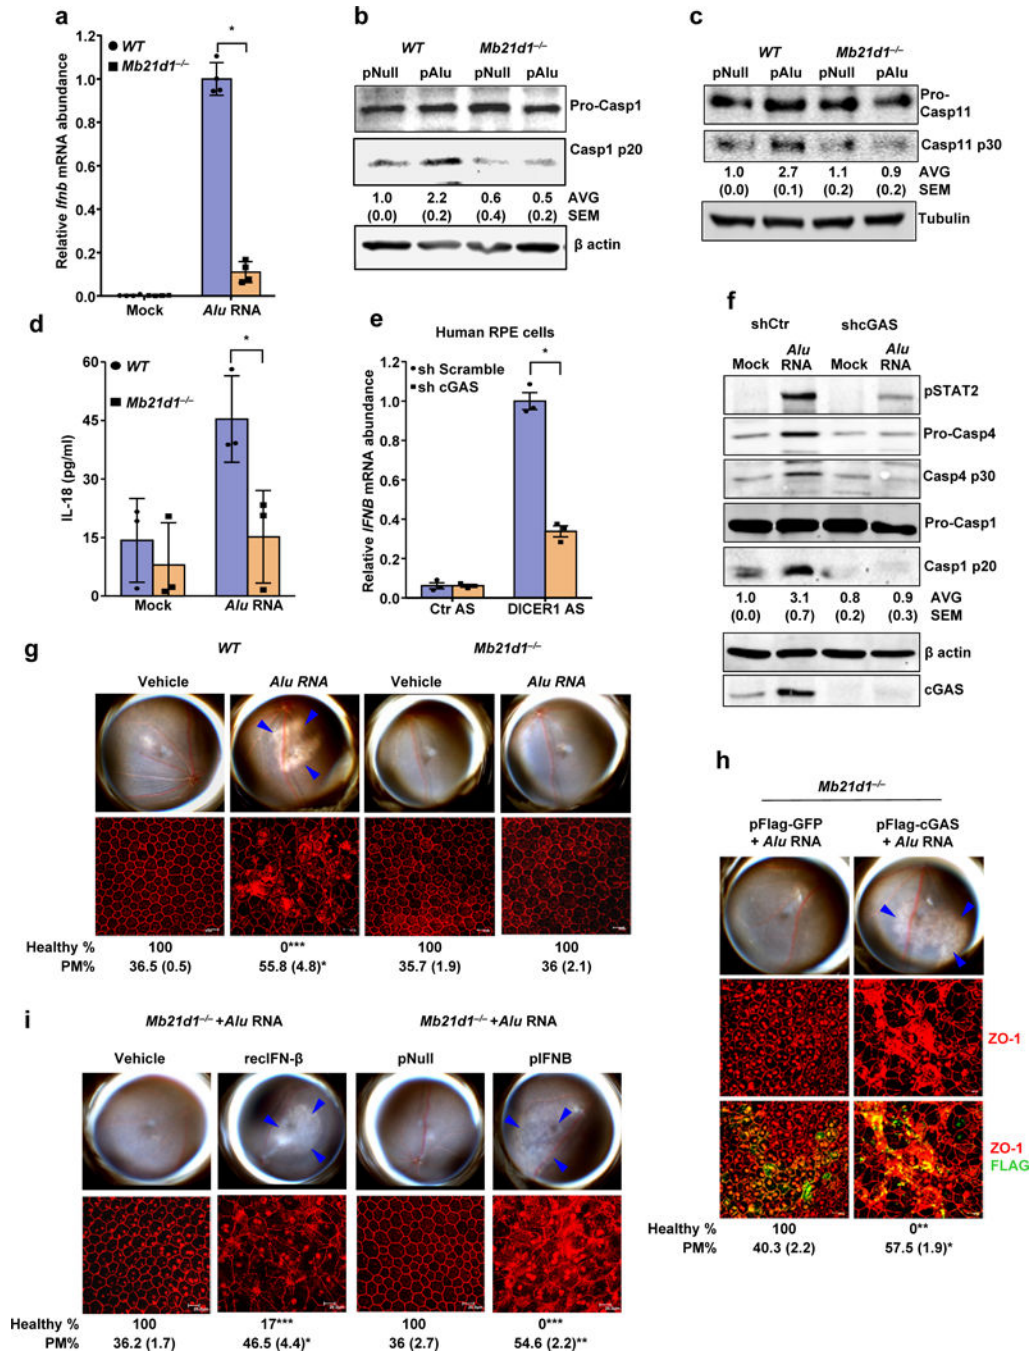 a
Relative Ifnb mRNA abundance
1.2
1.0
0.8
0.6
0.4
0.2
0.0
WT
Mb21d1–/–
*
Mock
Alu RNA
b
WT
Mb21d1–/–
pNull
pAlu
pNull
pAlu
Pro-Casp1
Casp1 p20
1.0 2.2 0.6 0.5 AVG
(0.0) (0.2) (0.4) (0.2) SEM
β actin
c
WT
Mb21d1–/–
pNull
pAlu
pNull
pAlu
Pro-
Casp11
Casp11 p30
1.0 2.7 1.1 0.9 AVG
(0.0) (0.1) (0.2) (0.2) SEM
Tubulin
d
IL-18 (pg/ml)
60
45
30
15
0
WT
Mb21d1–/–
*
Mock
Alu RNA
e
Human RPE cells
Relative IFNB mRNA abundance
1.2
1.0
0.8
0.6
0.4
0.2
0.0
sh Scramble
sh cGAS
*
Ctr AS
DICER1 AS
f
shCtr
shcGAS
Mock
Alu
RNA
Mock
Alu
RNA
pSTAT2
Pro-Casp4
Casp4 p30
Pro-Casp1
Casp1 p20
1.0 3.1 0.8 0.9 AVG
(0.0) (0.7) (0.2) (0.3) SEM
β actin
cGAS
g
WT
Mb21d1–/–
Vehicle
Alu RNA
Vehicle
Alu RNA
Healthy % 100 0*** 100 100
PM% 36.5 (0.5) 55.8 (4.8)* 35.7 (1.9) 36 (2.1)
h
Mb21d1–/–
pFlag-GFP
+ Alu RNA
pFlag-cGAS
+ Alu RNA
ZO-1
ZO-1
FLAG
Healthy % 100 0**
PM% 40.3 (2.2) 57.5 (1.9)*
i
Mb21d1–/– +Alu RNA
Mb21d1–/– +Alu RNA
Vehicle
recIFN-β
pNull
pIFNB
Healthy % 100 17*** 100 0***
PM% 36.2 (1.7) 46.5 (4.4)* 36 (2.7) 54.6 (2.2)**